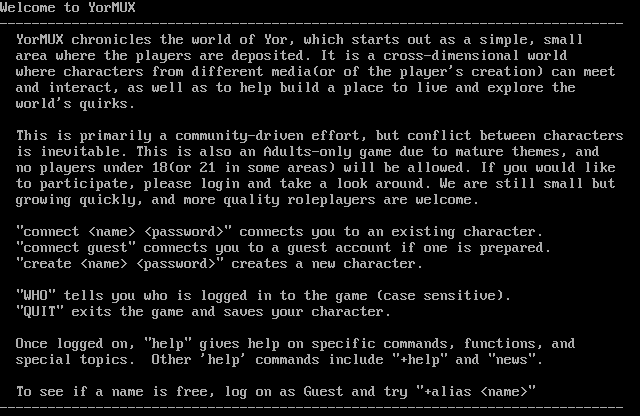 Welcome to YorMUX
YorMUX chronicles the world of Yor, which starts out as a simple, small
area where the players are deposited. It is a cross-dimensional world
where characters from different media(or of the player's creation) can meet
and interact, as well as to help build a place to live and explore the
world's quirks.
This is primarily a community-driven effort, but conflict between characters
is inevitable. This is also an Adults-only game due to mature themes, and
no players under 18(or 21 in some areas) will be allowed. If you would like
to participate, please login and take a look around. We are still small but
growing quickly, and more quality roleplayers are welcome.
"connect <name> <password>" connects you to an existing character.
"connect guest" connects you to a guest account if one is prepared.
"create <name> <password>" creates a new character.
"WHO" tells you who is logged in to the game (case sensitive).
"QUIT" exits the game and saves your character.
Once logged on, "help" gives help on specific commands, functions, and
special topics.  Other 'help' commands include "+help" and "news".
To see if a name is free, log on as Guest and try "+alias <name>"